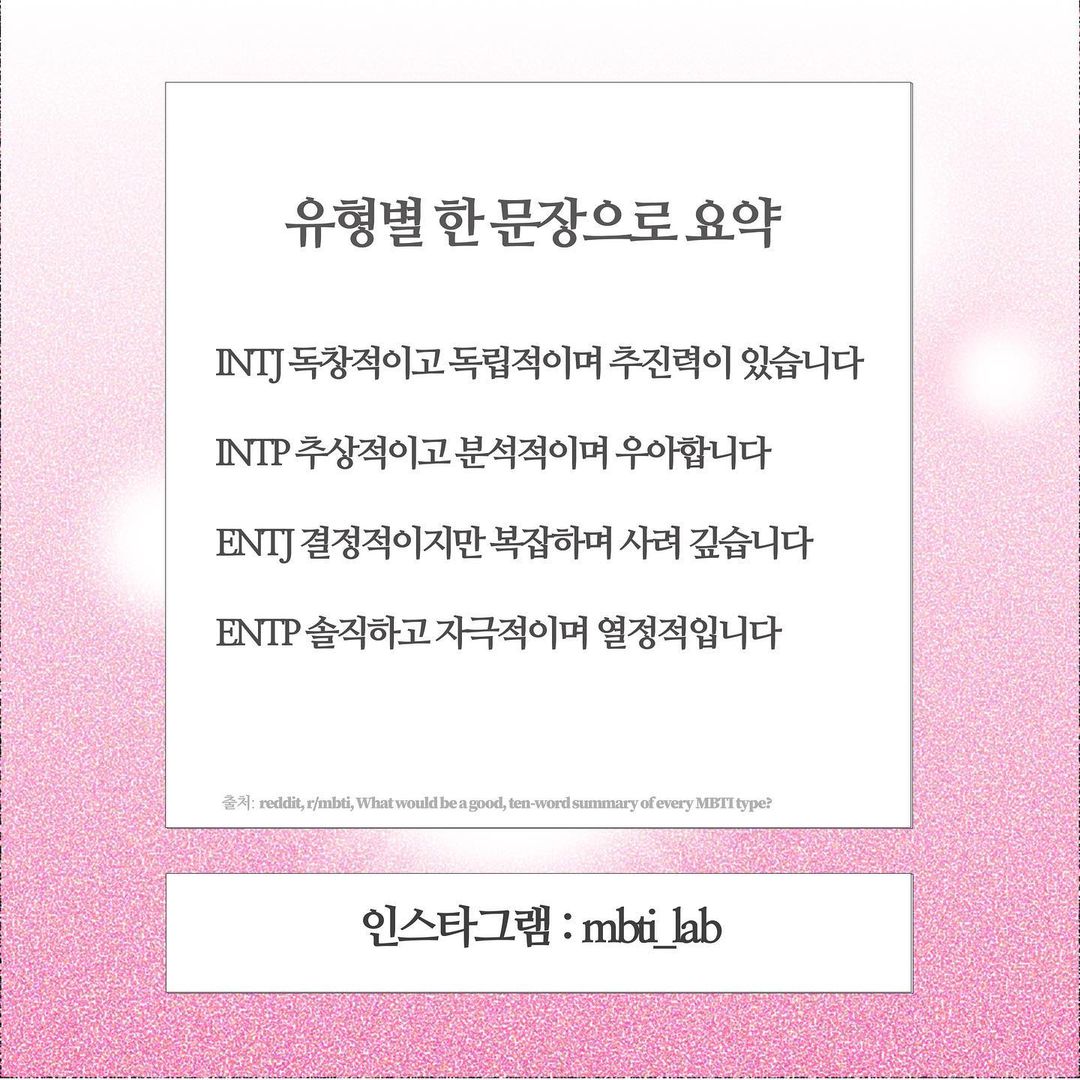 유형별 한 문장으로 요약
INTJ 독창적이고 독립적이며 추진력이 있습니다
INTP 추상적이고 분석적이며 우아합니다
ENTJ 결정적이지만 복잡하며 사려 깊습니다
ENTP 솔직하고 자극적이며 열정적입니다
출처: reddit, r/mbti, What would be a good, ten-word summary of every MBTI type?
인스타그램 : mbti_lab